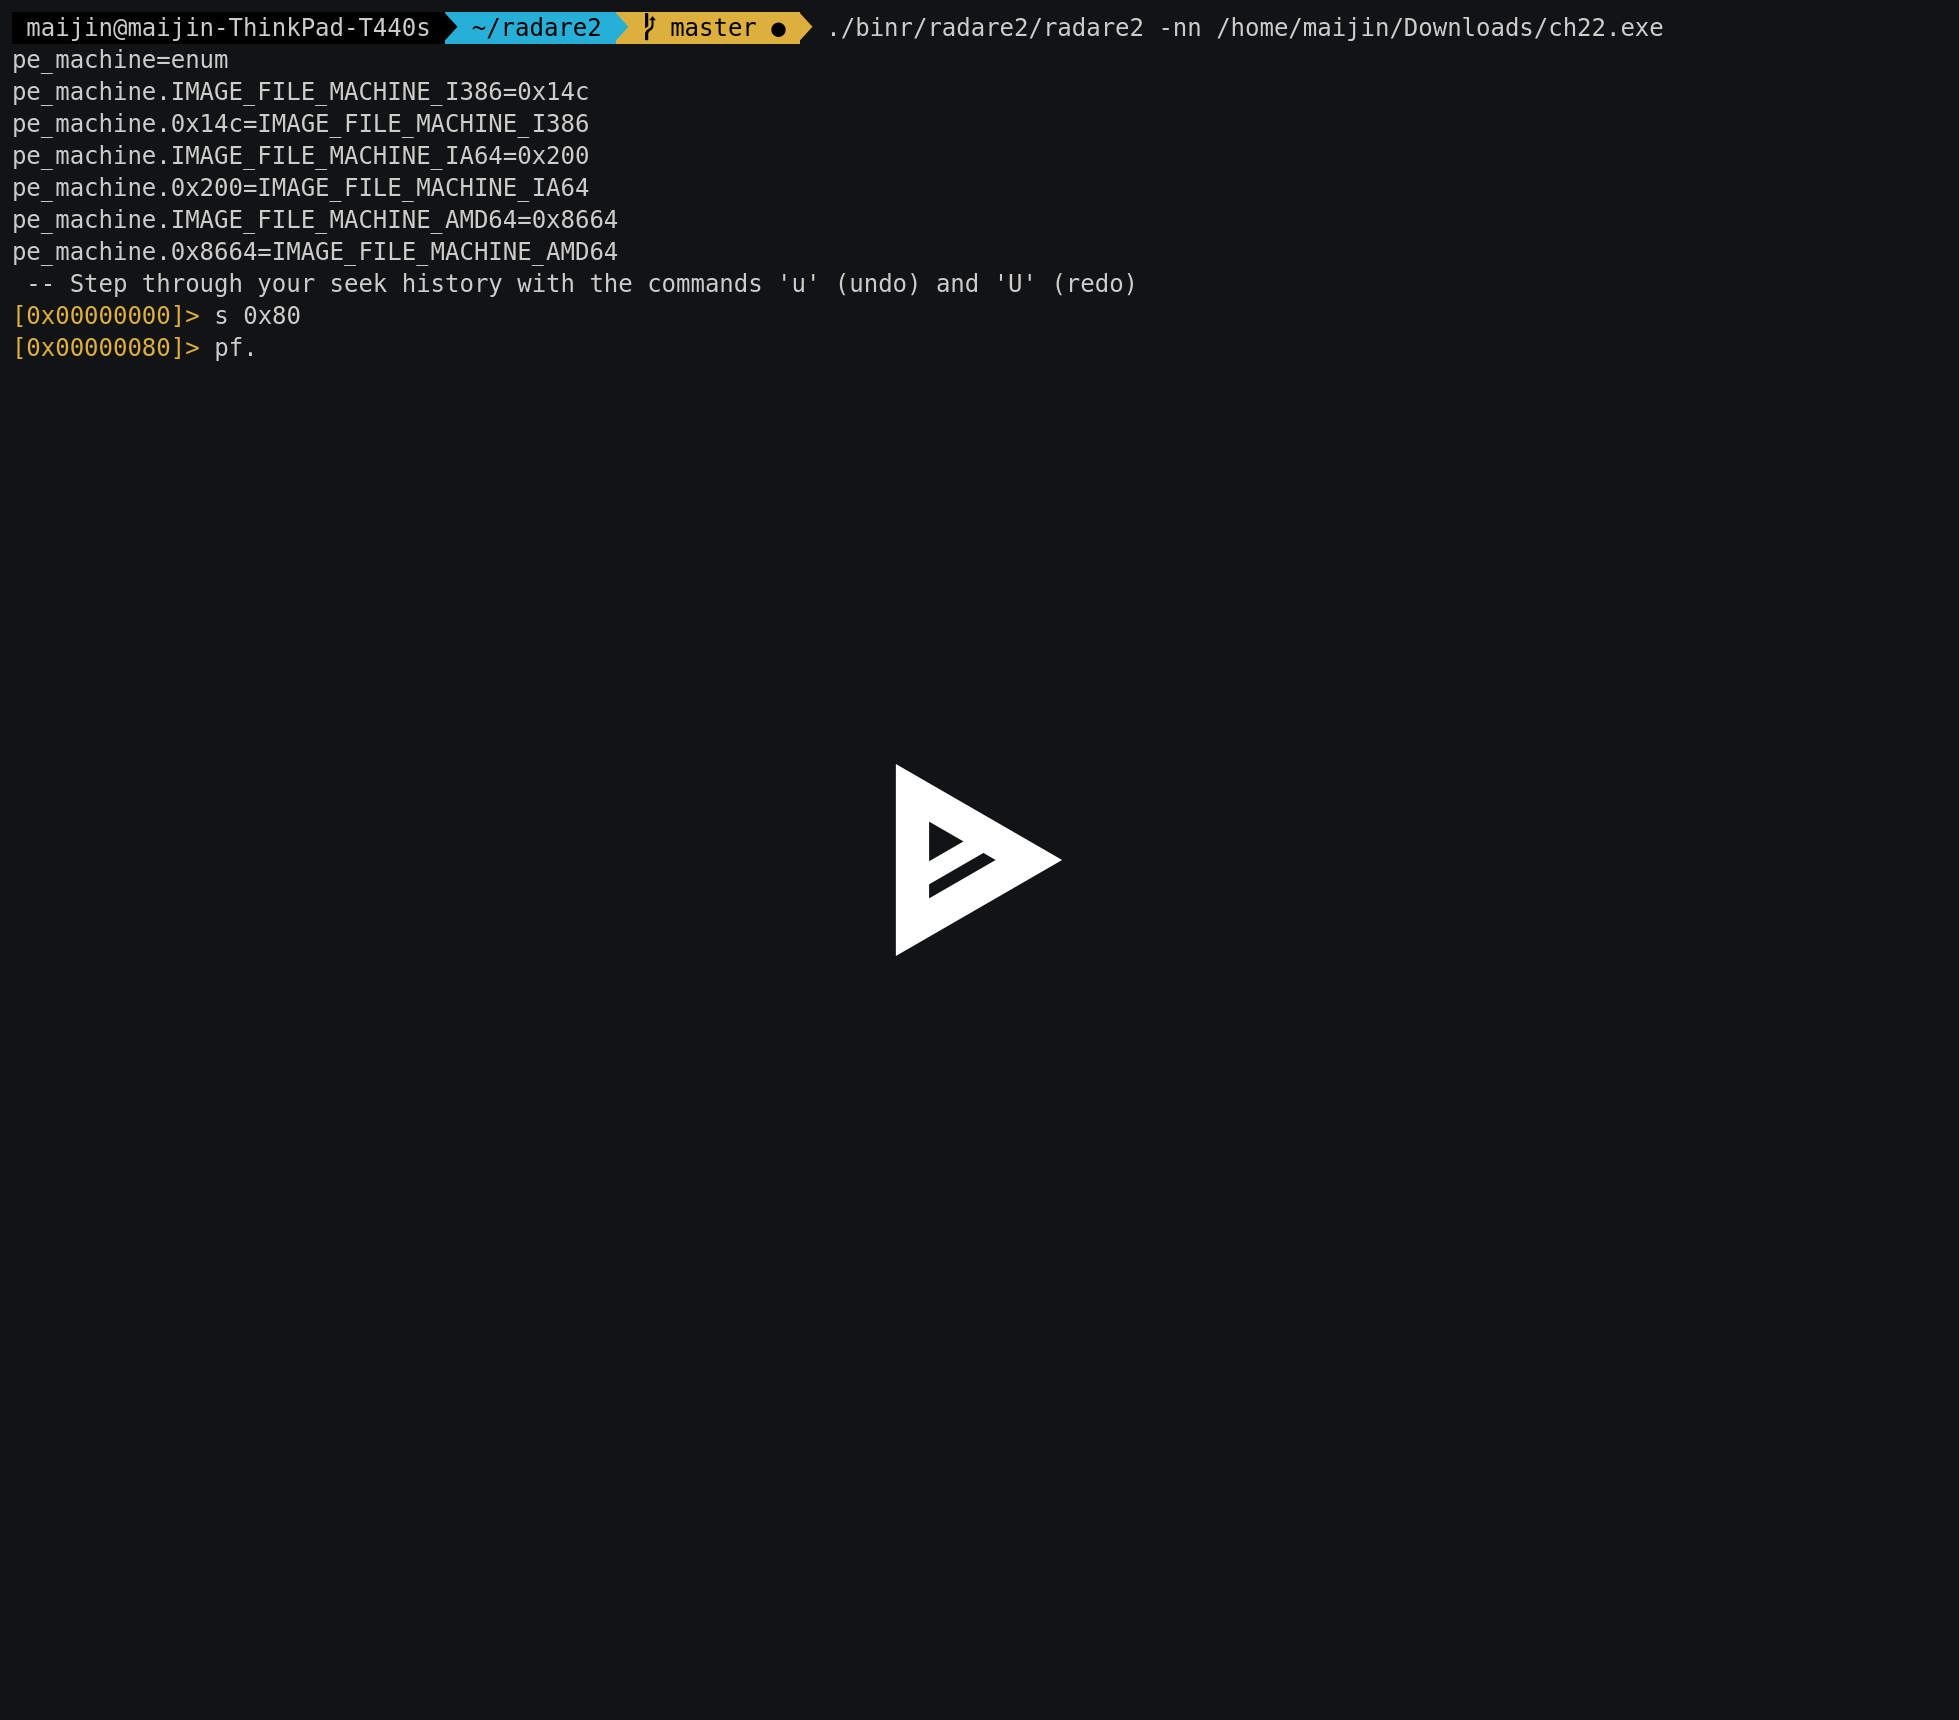 maijin@maijin-ThinkPad-T440s ~/radare2 master ● ./binr/radare2/radare2 -nn /home/maijin/Downloads/ch22.exe
pe_machine=enum
pe_machine.IMAGE_FILE_MACHINE_I386=0x14c
pe_machine.0x14c=IMAGE_FILE_MACHINE_I386
pe_machine.IMAGE_FILE_MACHINE_IA64=0x200
pe_machine.0x200=IMAGE_FILE_MACHINE_IA64
pe_machine.IMAGE_FILE_MACHINE_AMD64=0x8664
pe_machine.0x8664=IMAGE_FILE_MACHINE_AMD64
 -- Step through your seek history with the commands 'u' (undo) and 'U' (redo)
[0x00000000]> s 0x80
[0x00000080]> pf.